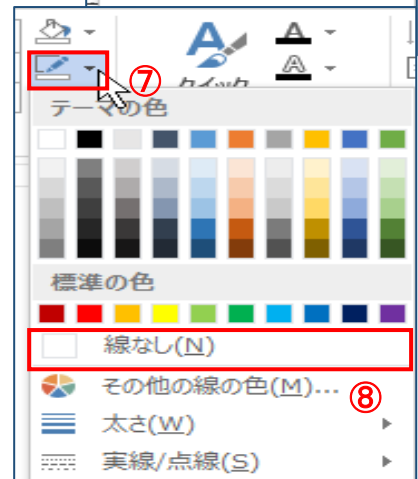 A A
⑦
クイック
A
テーマの色
標準の色
線なし(N)
その他の線の色(M)...
⑧
太さ(W)
実線/点線(S)